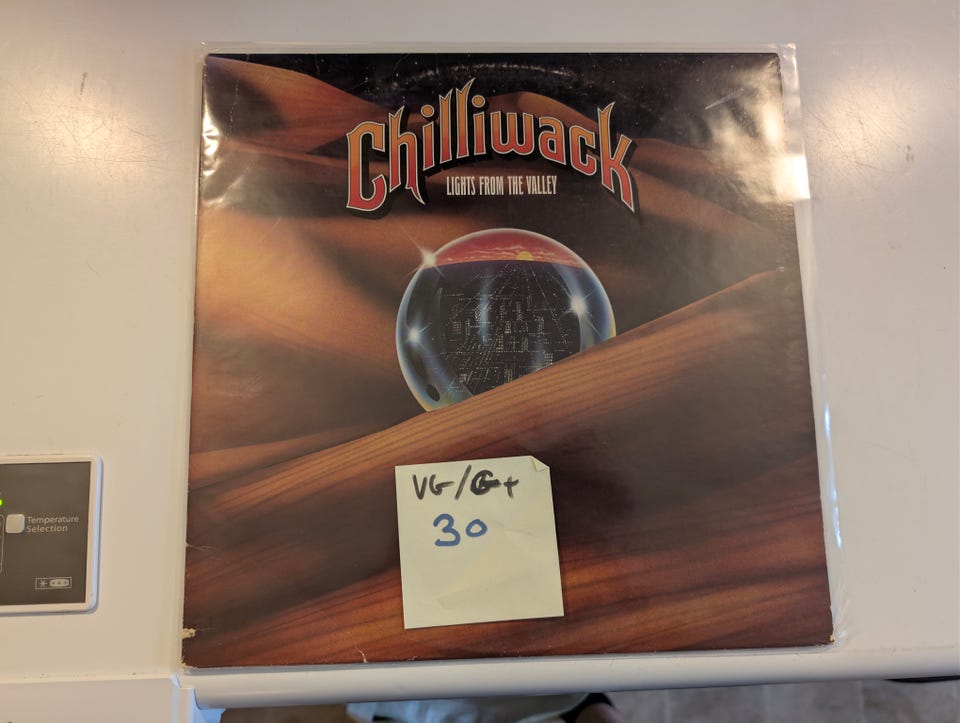 Chilliwack
LIGHTS FROM THE VALLEY
VG/G+
30
Temperature
Selection